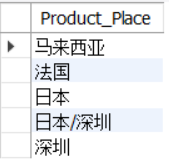 Product_Place
马来西亚
法国
日本
日本/深圳
深圳